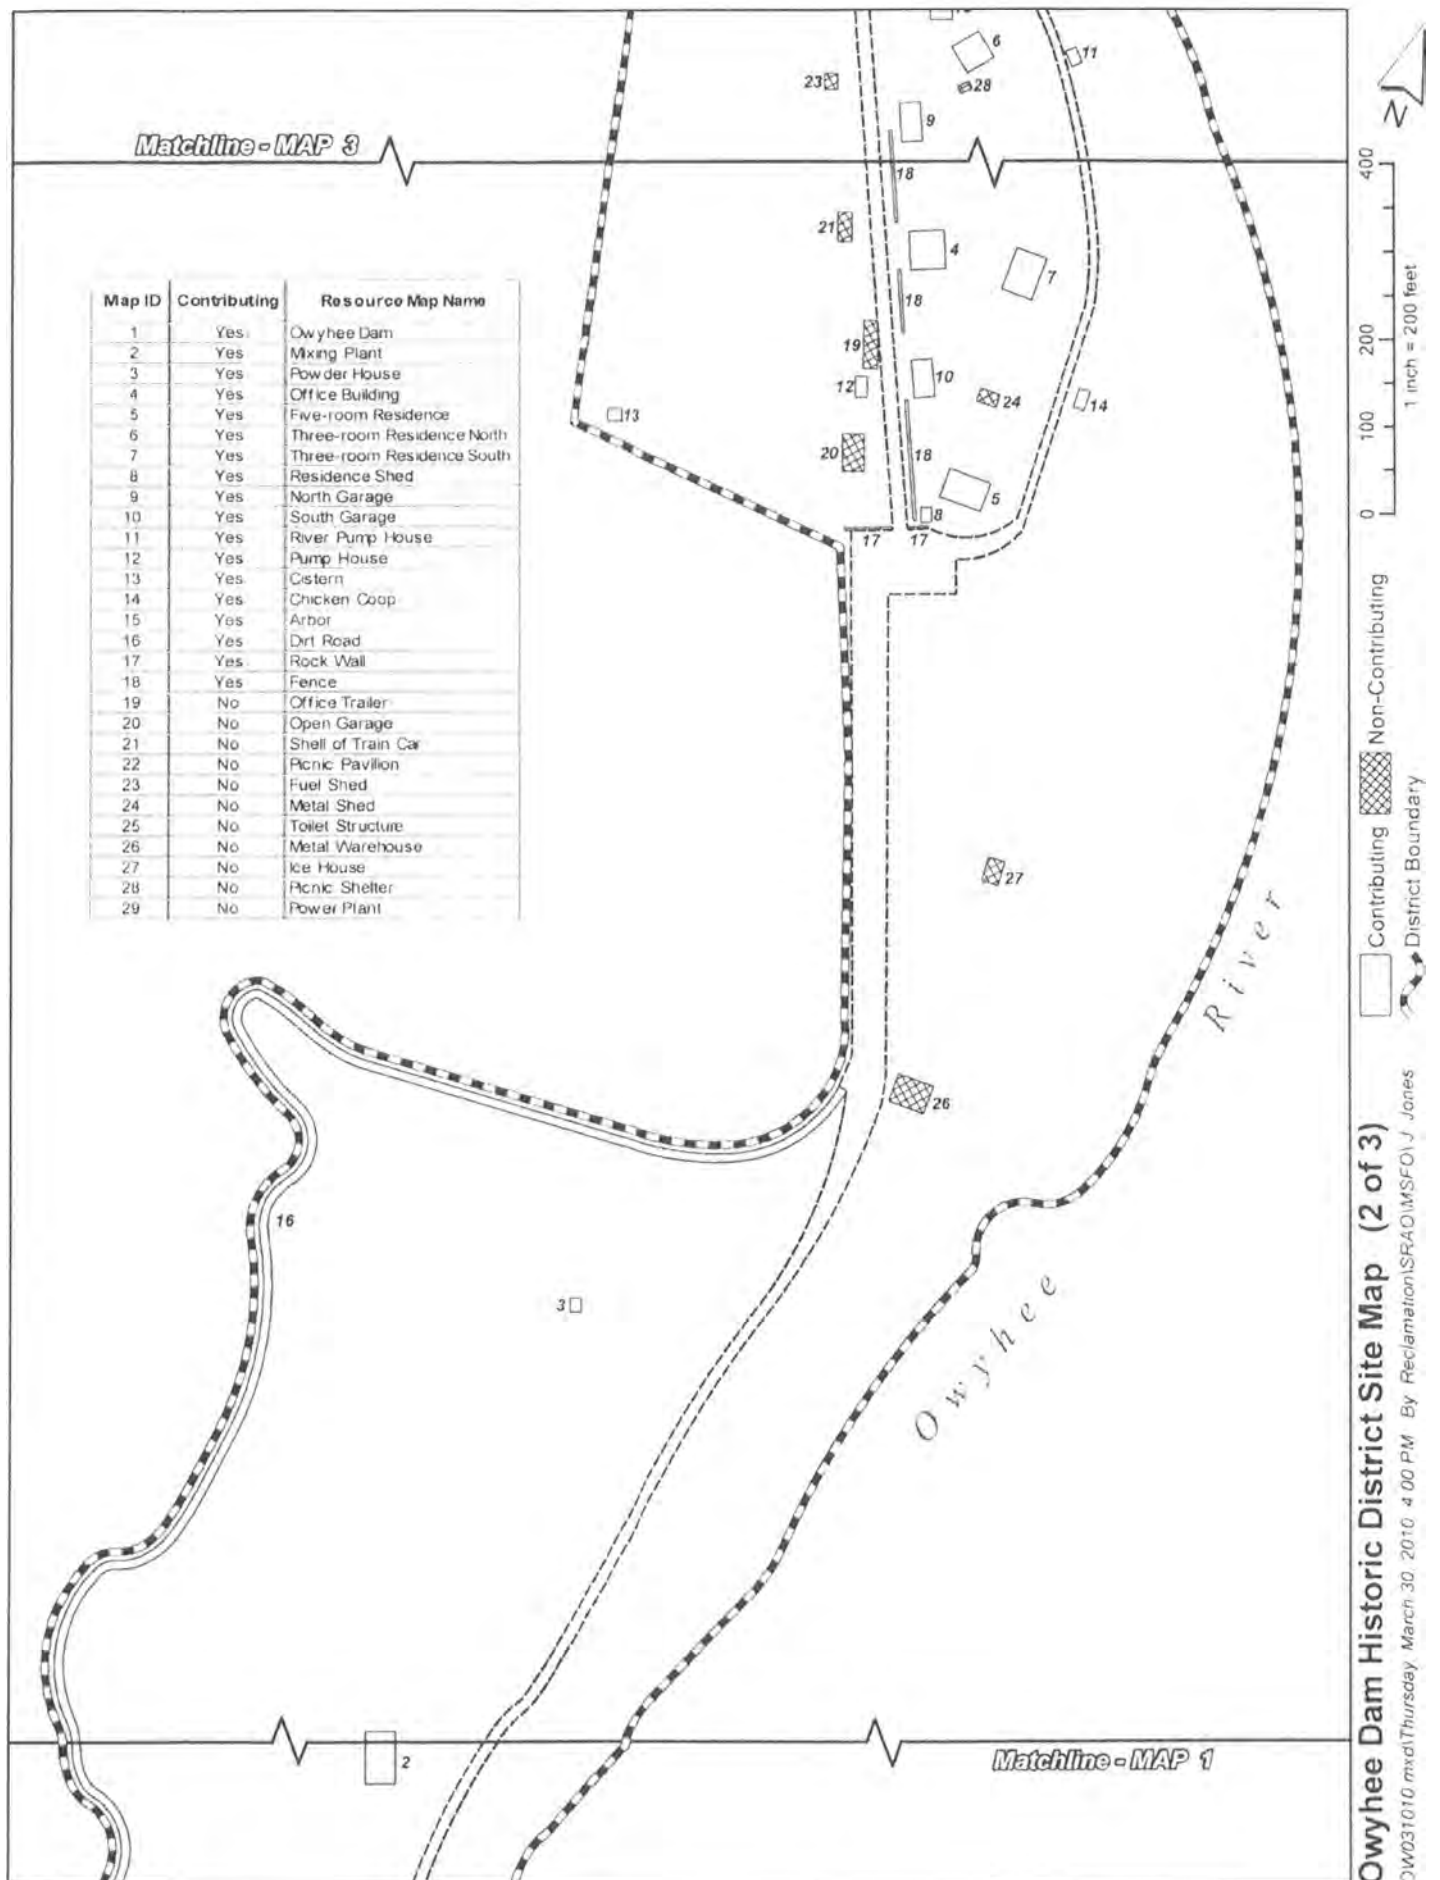 Matchline - MAP 3
23
6
11
28
9
18
21
4
7
18
19
12
10
24
14
13
20
18
5
8
17
17
Map ID Contributing Resource Map Name
1 Yes Owyhee Dam
2 Yes Mixing Plant
3 Yes Powder House
4 Yes Office Building
5 Yes Five-room Residence
6 Yes Three-room Residence North
7 Yes Three-room Residence South
8 Yes Residence Shed
9 Yes North Garage
10 Yes South Garage
11 Yes River Pump House
12 Yes Pump House
13 Yes Cistern
14 Yes Chicken Coop
15 Yes Arbor
16 Yes Dirt Road
17 Yes Rock Wall
18 Yes Fence
19 No Office Trailer
20 No Open Garage
21 No Shell of Train Car
22 No Picnic Pavilion
23 No Fuel Shed
24 No Metal Shed
25 No Toilet Structure
26 No Metal Warehouse
27 No Ice House
28 No Picnic Shelter
29 No Power Plant
27
26
16
3
2
Owyhee River
Matchline - MAP 1
Owyhee Dam Historic District Site Map (2 of 3)
OW031010 mxd\Thursday, March 30, 2010 4 00 PM By Reclamation\SRAO\MSFO\J Jones
Contributing
Non-Contributing
District Boundary
0 100 200 400
1 inch = 200 feet
N